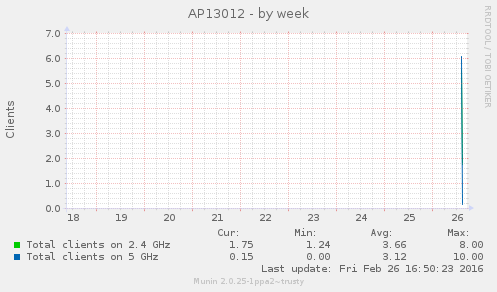 AP13012 - by week
RRDTOOL / TOBI OETIKER
Clients
7.0
6.0
5.0
4.0
3.0
2.0
1.0
0.0
18 19 20 21 22 23 24 25 26
Cur: Min: Avg: Max:
Total clients on 2.4 GHz 1.75 1.24 3.66 8.00
Total clients on 5 GHz 0.15 0.00 3.12 10.00
Last update: Fri Feb 26 16:50:23 2016
Munin 2.0.25-1ppa2~trusty